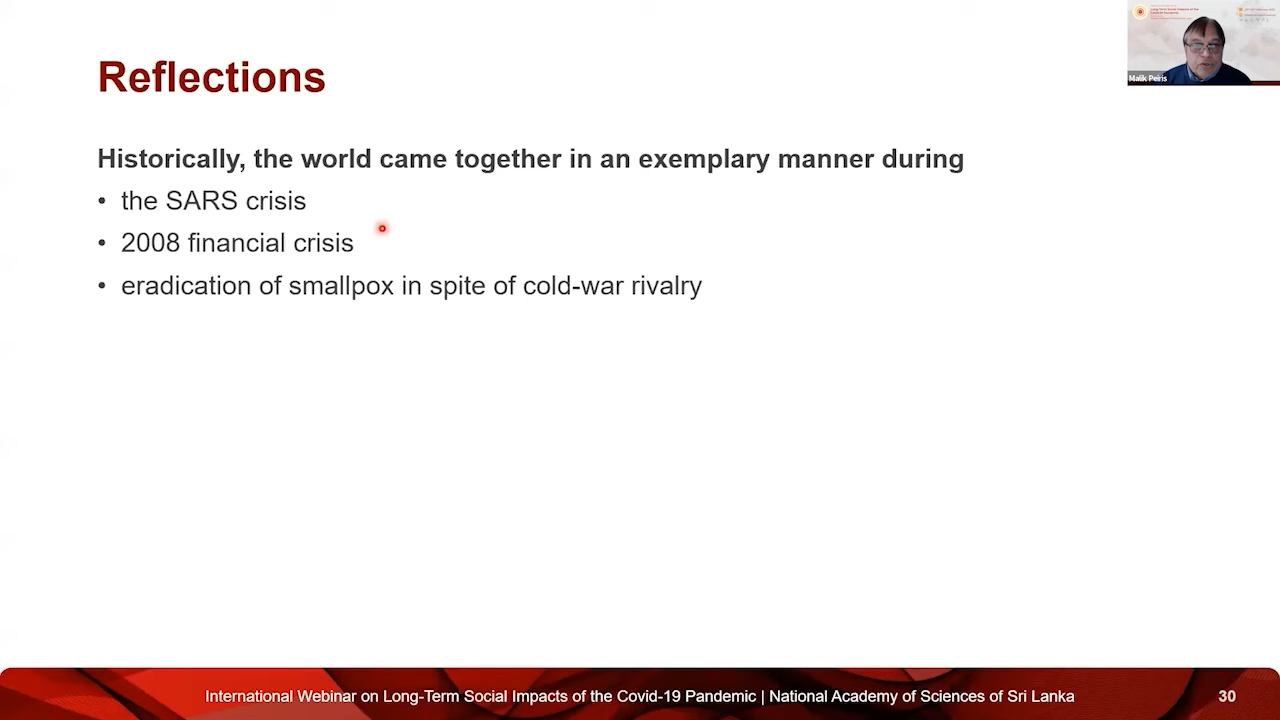 Reflections
Historically, the world came together in an exemplary manner during
• the SARS crisis
• 2008 financial crisis
• eradication of smallpox in spite of cold-war rivalry
Malik Peiris
International Webinar on Long-Term Social Impacts of the Covid-19 Pandemic | National Academy of Sciences of Sri Lanka
30